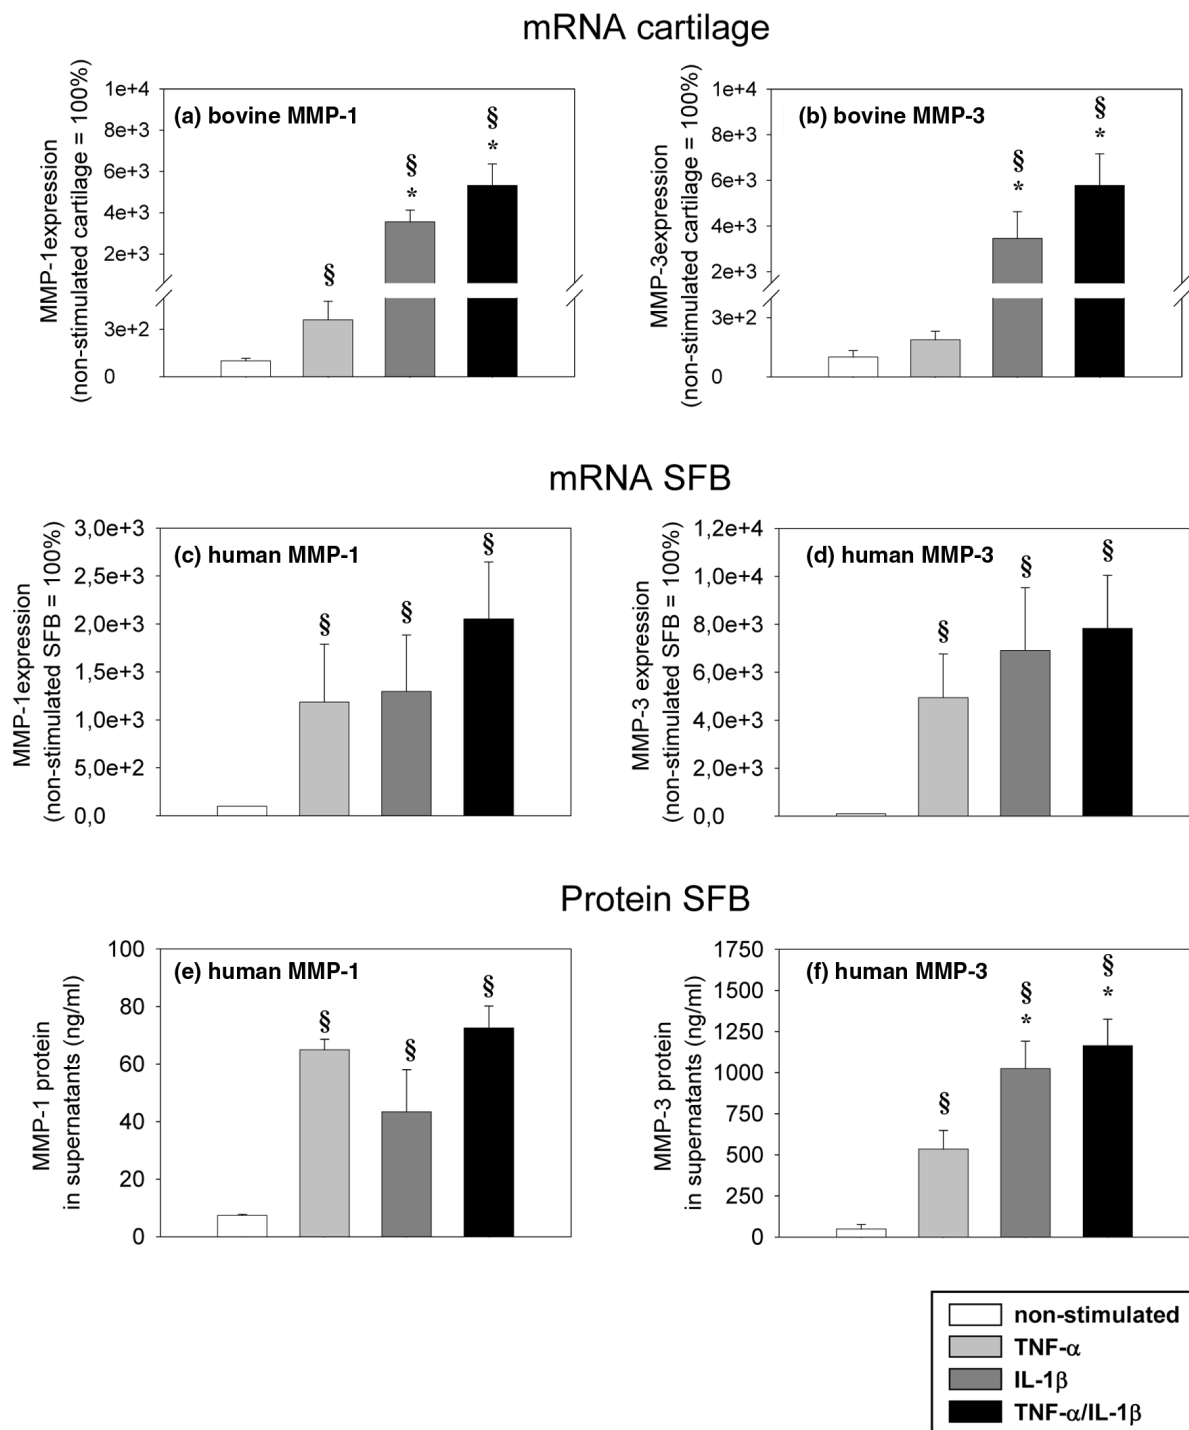 mRNA cartilage
MMP-1expression
(non-stimulated cartilage = 100%)
1e+4
8e+3
6e+3
4e+3
2e+3
3e+2
0
(a) bovine MMP-1
§
§
*
§
*
MMP-3expression
(non-stimulated cartilage = 100%)
1e+4
8e+3
6e+3
4e+3
2e+3
3e+2
0
(b) bovine MMP-3
§
*
§
*
mRNA SFB
MMP-1expression
(non-stimulated SFB = 100%)
3,0e+3
2,5e+3
2,0e+3
1,5e+3
1,0e+3
5,0e+2
0,0
(c) human MMP-1
§
§
§
MMP-3 expression
(non-stimulated SFB = 100%)
1,2e+4
1,0e+4
8,0e+3
6,0e+3
4,0e+3
2,0e+3
0,0
(d) human MMP-3
§
§
§
Protein SFB
MMP-1 protein
in supernatants (ng/ml)
100
80
60
40
20
0
(e) human MMP-1
§
§
§
MMP-3 protein
in supernatants (ng/ml)
1750
1500
1250
1000
750
500
250
0
(f) human MMP-3
§
§
*
§
*
non-stimulated
TNF-α
IL-1β
TNF-α/IL-1β